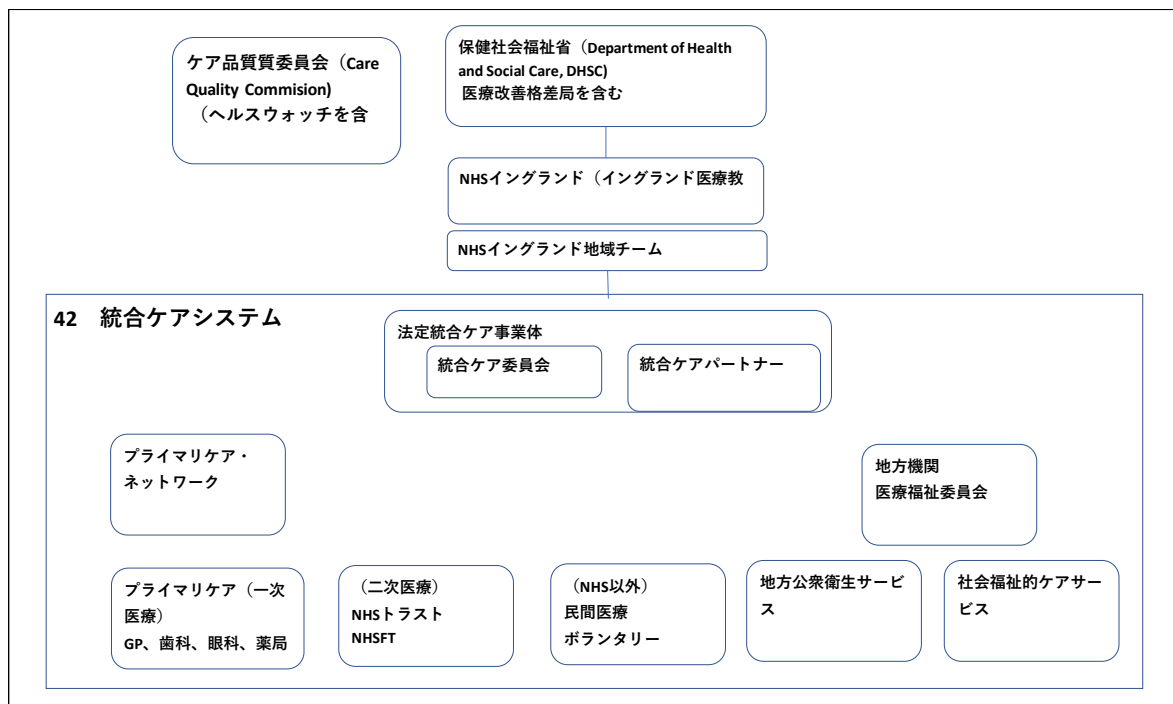 ケア品質質委員会（Care
Quality Commision)
（ヘルスウォッチを含
保健社会福祉省（Department of Health
and Social Care, DHSC)
医療改善格差局を含む
NHSイングランド（イングランド医療教
NHSイングランド地域チーム
42　統合ケアシステム
法定統合ケア事業体
統合ケア委員会
統合ケアパートナー
プライマリケア・
ネットワーク
地方機関
医療福祉委員会
プライマリケア（一次
医療）
GP、歯科、眼科、薬局
（二次医療）
NHSトラスト
NHSFT
（NHS以外）
民間医療
ボランタリー
地方公衆衛生サービ
ス
社会福祉的ケアサー
ビス